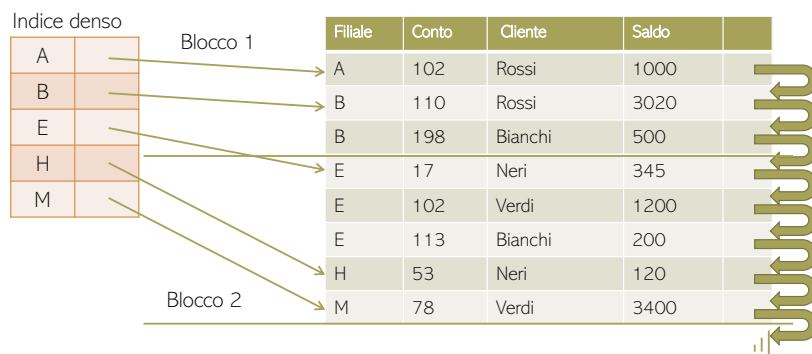 Indice denso
A
B
E
H
M
Blocco 1
Blocco 2
Filiale Conto Cliente Saldo
A 102 Rossi 1000
B 110 Rossi 3020
B 198 Bianchi 500
E 17 Neri 345
E 102 Verdi 1200
E 113 Bianchi 200
H 53 Neri 120
M 78 Verdi 3400